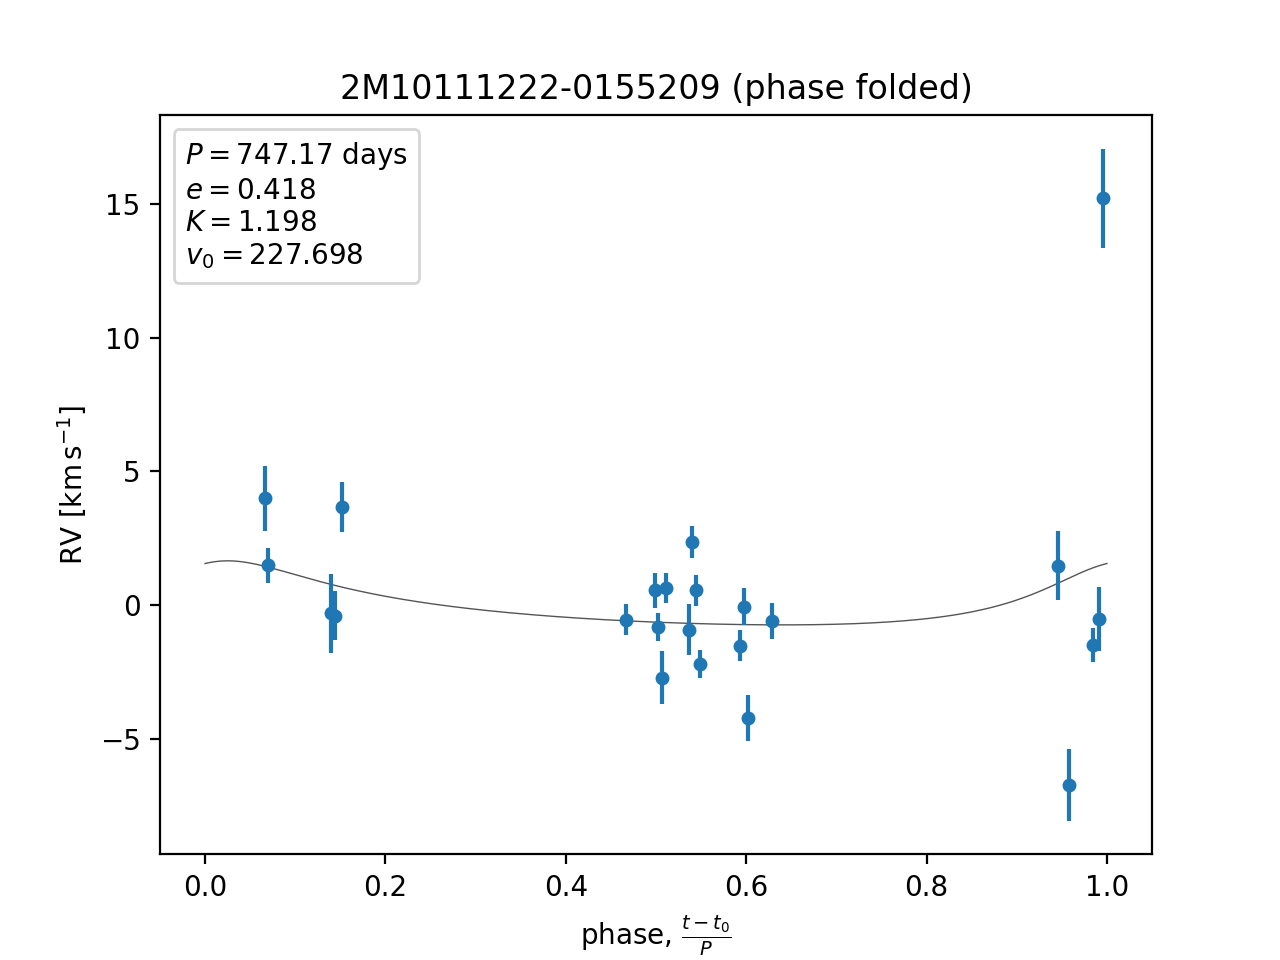 2M10111222-0155209 (phase folded)
P = 747.17 days
e = 0.418
K = 1.198
v₀ = 227.698
15
10
5
0
−5
RV [km s⁻¹]
0.0 0.2 0.4 0.6 0.8 1.0
phase, (t − t₀)/P